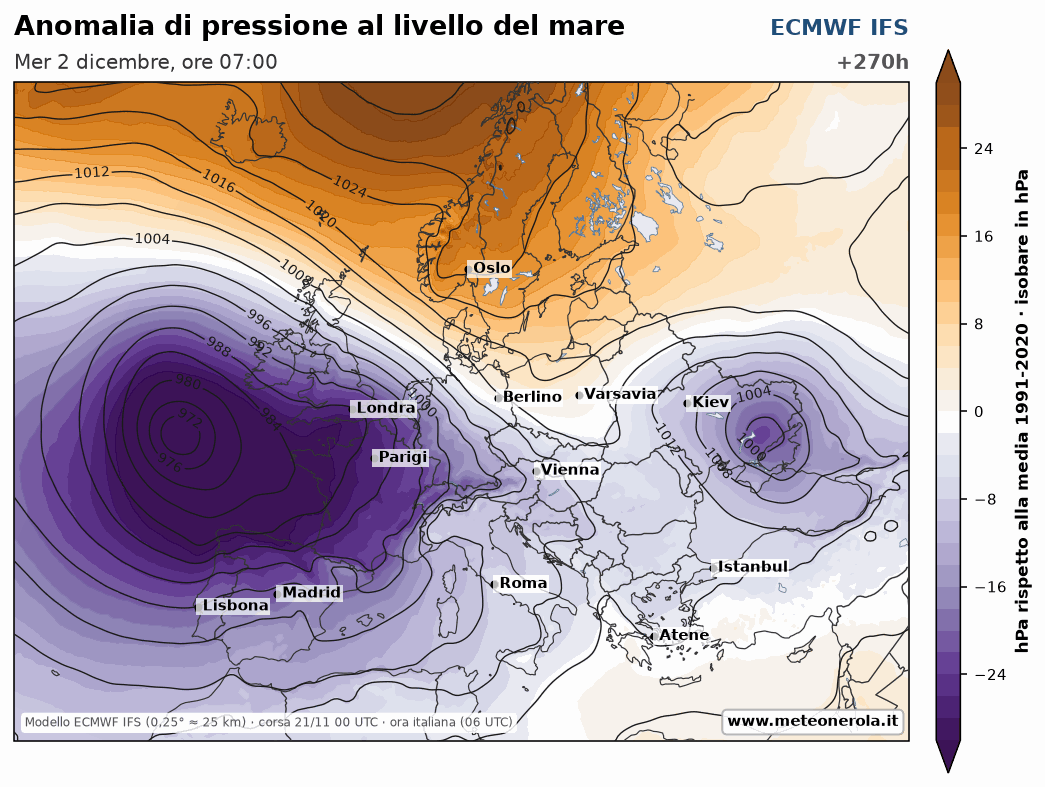 Anomalia di pressione al livello del mare
ECMWF IFS
Mer 2 dicembre, ore 07:00
+270h
1012
1016
1024
1020
1004
1008
996
992
988
980
984
972
976
1000
1004
1000
1008
1012
Oslo
Berlino
Varsavia
Kiev
Londra
Parigi
Vienna
Istanbul
Roma
Madrid
Lisbona
Atene
24
16
8
0
−8
−16
−24
hPa rispetto alla media 1991-2020 · isobare in hPa
Modello ECMWF IFS (0,25° ≈ 25 km) · corsa 21/11 00 UTC · ora italiana (06 UTC)
www.meteonerola.it